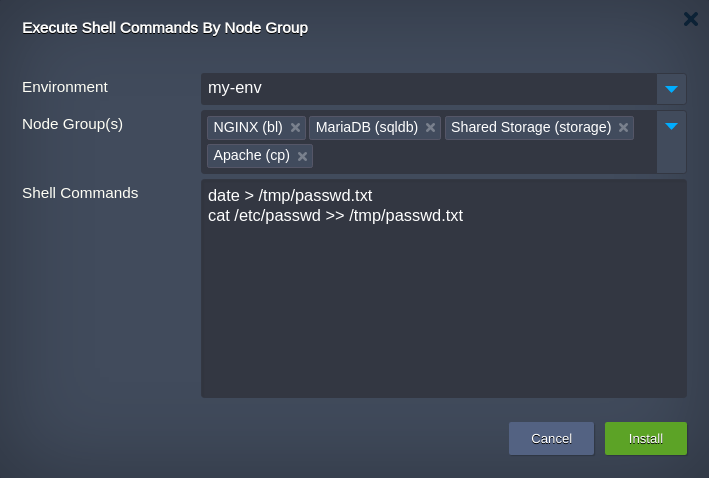 Execute Shell Commands By Node Group
Environment
my-env
Node Group(s)
NGINX (bl) MariaDB (sqldb) Shared Storage (storage)
Apache (cp)
Shell Commands
date > /tmp/passwd.txt
cat /etc/passwd >> /tmp/passwd.txt
Cancel
Install